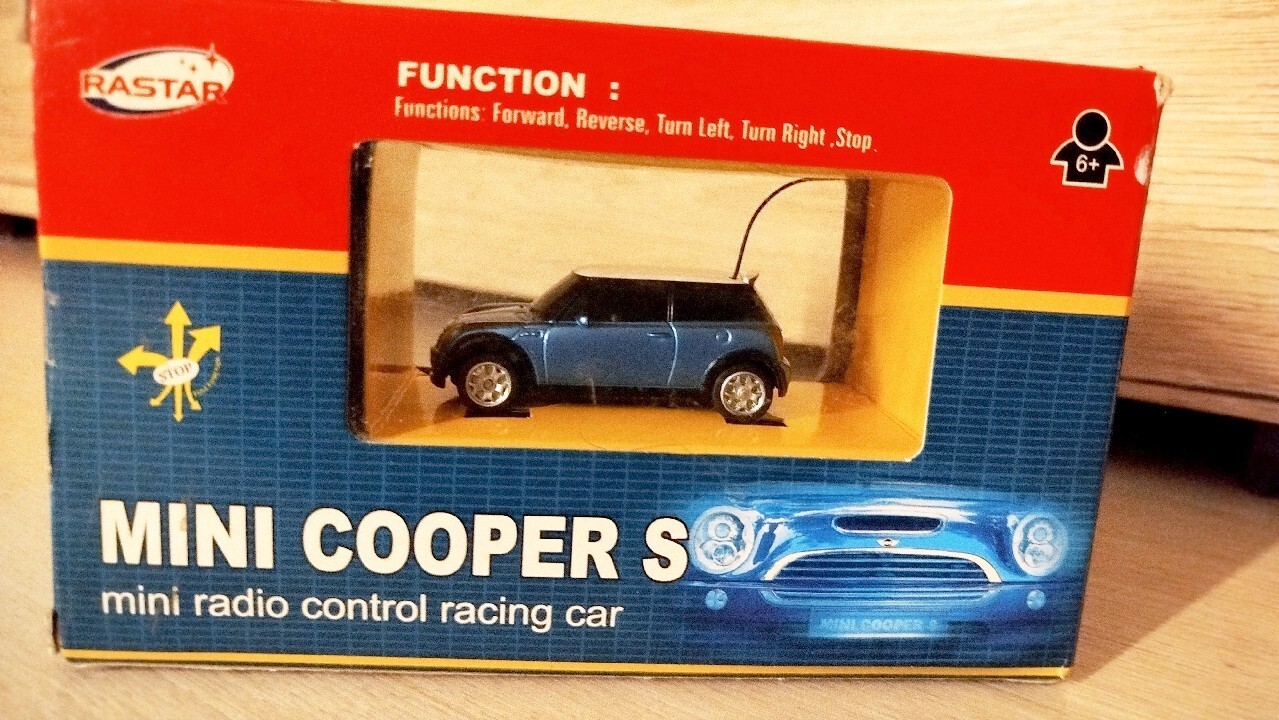 RASTAR
FUNCTION :
Functions: Forward, Reverse, Turn Left, Turn Right ,Stop.
6+
STOP
MINI COOPER S
mini radio control racing car
MINI COOPER S